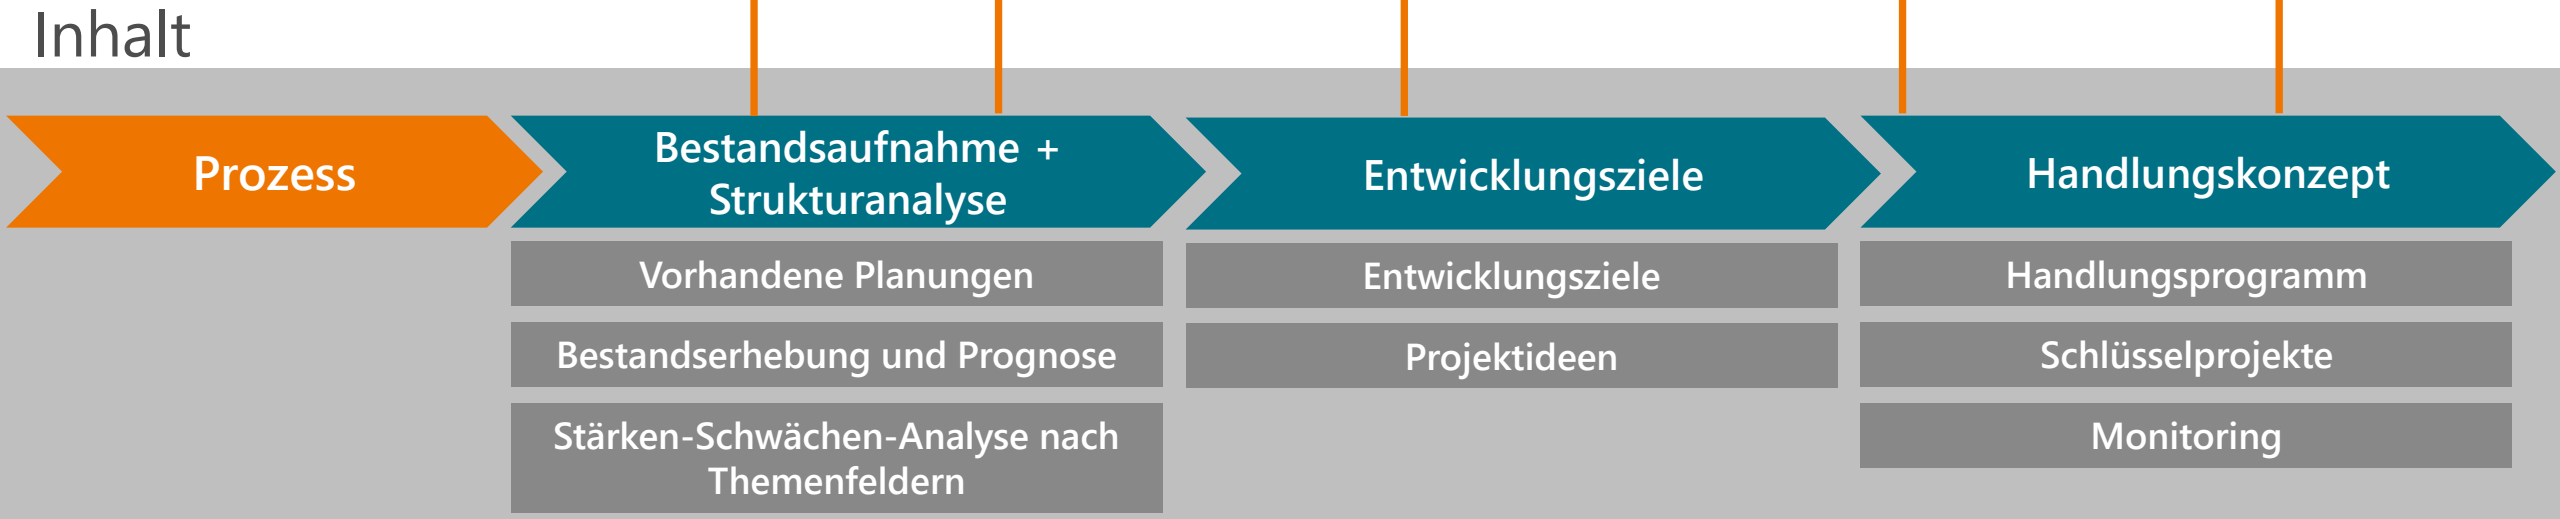 Inhalt
Prozess
Bestandsaufnahme +
Strukturanalyse
Vorhandene Planungen
Bestandserhebung und Prognose
Stärken-Schwächen-Analyse nach
Themenfeldern
Entwicklungsziele
Entwicklungsziele
Projektideen
Handlungskonzept
Handlungsprogramm
Schlüsselprojekte
Monitoring